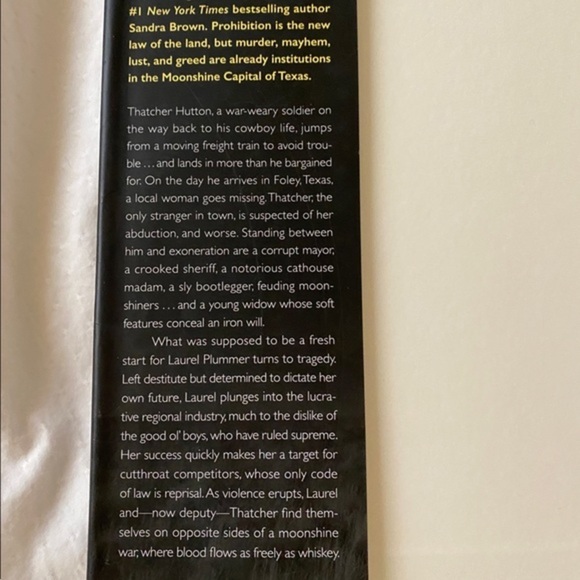 #1 New York Times bestselling author
Sandra Brown. Prohibition is the new
law of the land, but murder, mayhem,
lust, and greed are already institutions
in the Moonshine Capital of Texas.
Thatcher Hutton, a war-weary soldier on
the way back to his cowboy life, jumps
from a moving freight train to avoid trou-
ble ... and lands in more than he bargained
for. On the day he arrives in Foley, Texas,
a local woman goes missing. Thatcher, the
only stranger in town, is suspected of her
abduction, and worse. Standing between
him and exoneration are a corrupt mayor,
a crooked sheriff, a notorious cathouse
madam, a sly bootlegger, feuding moon-
shiners ... and a young widow whose soft
features conceal an iron will.
What was supposed to be a fresh
start for Laurel Plummer turns to tragedy.
Left destitute but determined to dictate her
own future, Laurel plunges into the lucra-
tive regional industry, much to the dislike of
the good ol' boys, who have ruled supreme.
Her success quickly makes her a target for
cutthroat competitors, whose only code
of law is reprisal. As violence erupts, Laurel
and—now deputy—Thatcher find them-
selves on opposite sides of a moonshine
war, where blood flows as freely as whiskey.